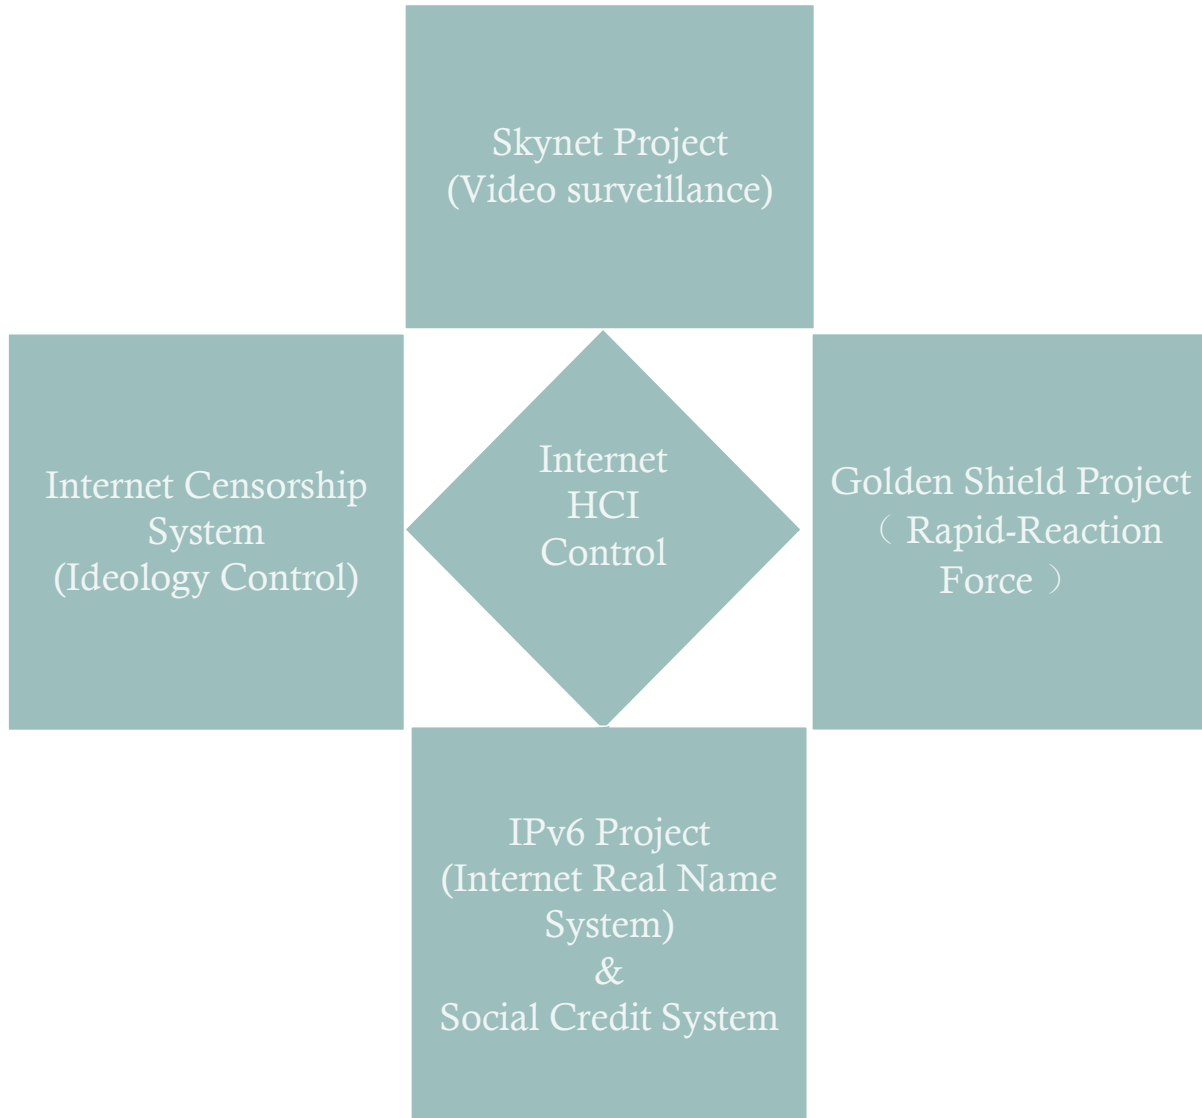 Skynet Project
(Video surveillance)
Internet Censorship
System
(Ideology Control)
Internet
HCI
Control
Golden Shield Project
（ Rapid-Reaction
Force ）
IPv6 Project
(Internet Real Name
System)
&
Social Credit System